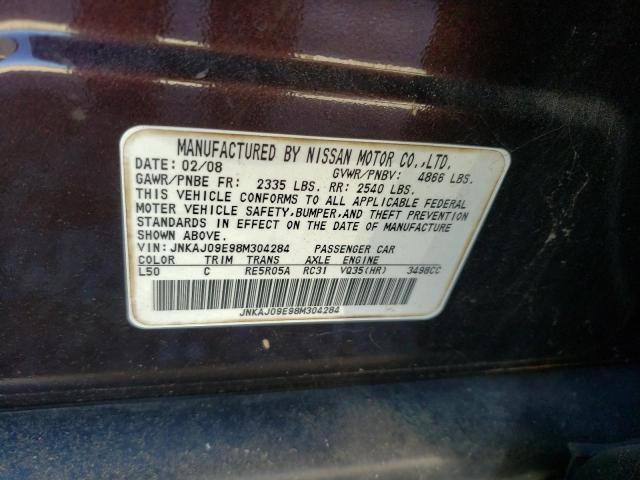 MANUFACTURED BY NISSAN MOTOR CO.,LTD.
DATE: 02/08 GVWR/PNBV: 4866 LBS.
GAWR/PNBE FR: 2335 LBS. RR: 2540 LBS.
THIS VEHICLE CONFORMS TO ALL APPLICABLE FEDERAL
MOTER VEHICLE SAFETY,BUMPER,AND THEFT PREVENTION
STANDARDS IN EFFECT ON THE DATE OF MANUFACTURE
SHOWN ABOVE.
VIN: JNKAJ09E98M304284 PASSENGER CAR
COLOR TRIM TRANS AXLE ENGINE
L50 C RE5R05A RC31 VQ35(HR) 3498CC
JNKAJ09E98M304284